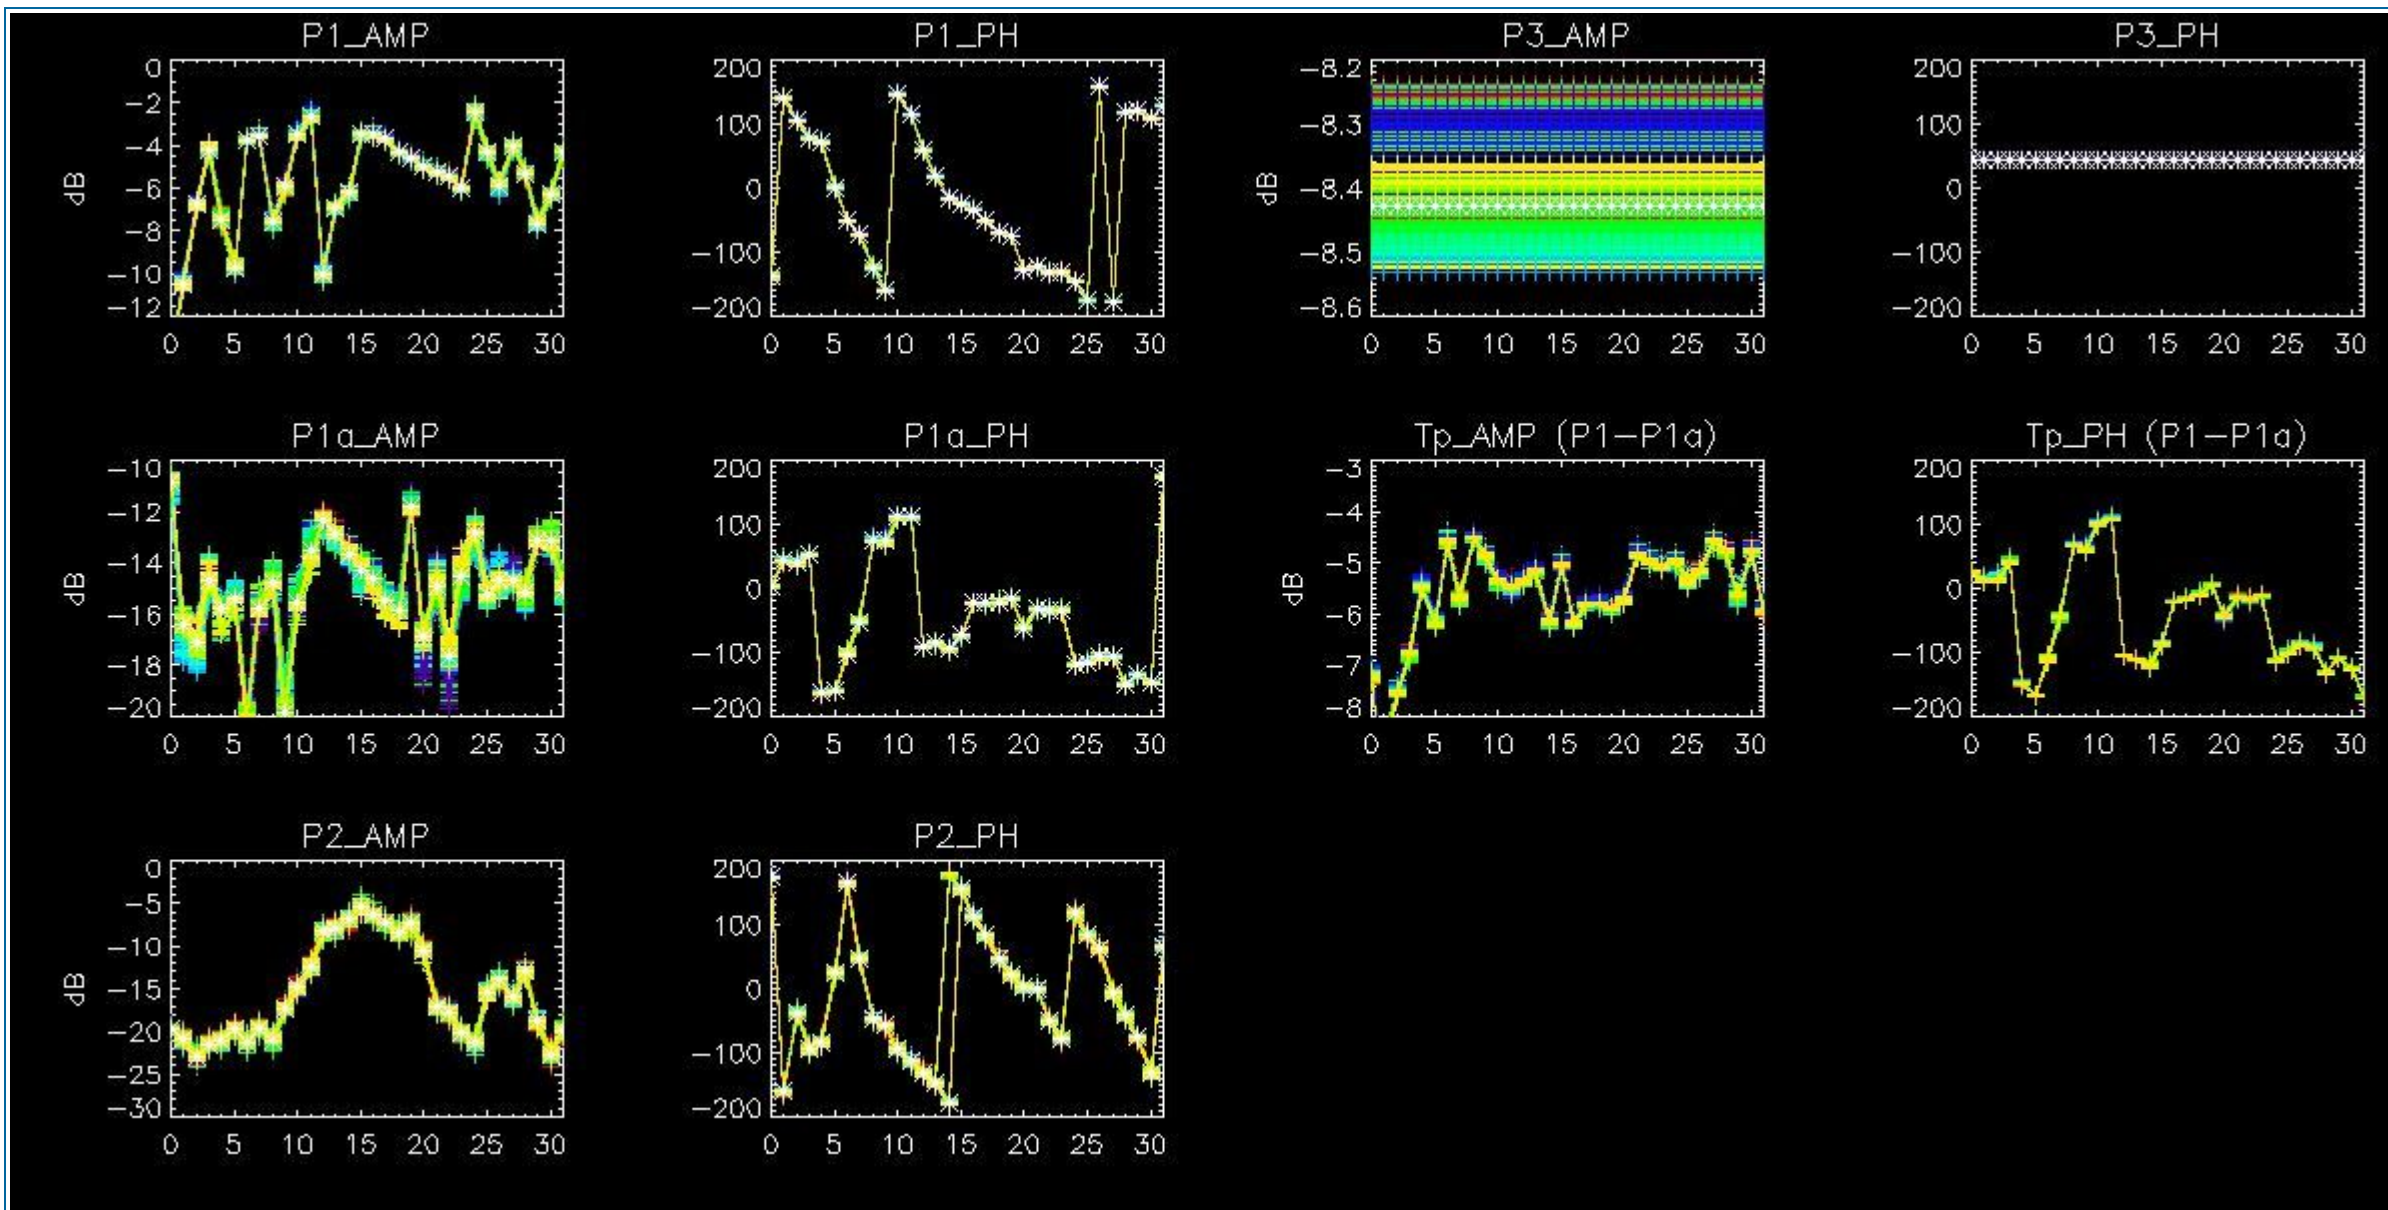 P1_AMP
0
−2
−4
−6
−8
−10
−12
dB
0 5 10 15 20 25 30
P1_PH
200
100
0
−100
−200
0 5 10 15 20 25 30
P3_AMP
−8.2
−8.3
−8.4
−8.5
−8.6
dB
0 5 10 15 20 25 30
P3_PH
200
100
0
−100
−200
0 5 10 15 20 25 30
P1a_AMP
−10
−12
−14
−16
−18
−20
dB
0 5 10 15 20 25 30
P1a_PH
200
100
0
−100
−200
0 5 10 15 20 25 30
Tp_AMP (P1−P1a)
−3
−4
−5
−6
−7
−8
dB
0 5 10 15 20 25 30
Tp_PH (P1−P1a)
200
100
0
−100
−200
0 5 10 15 20 25 30
P2_AMP
0
−5
−10
−15
−20
−25
−30
dB
0 5 10 15 20 25 30
P2_PH
200
100
0
−100
−200
0 5 10 15 20 25 30